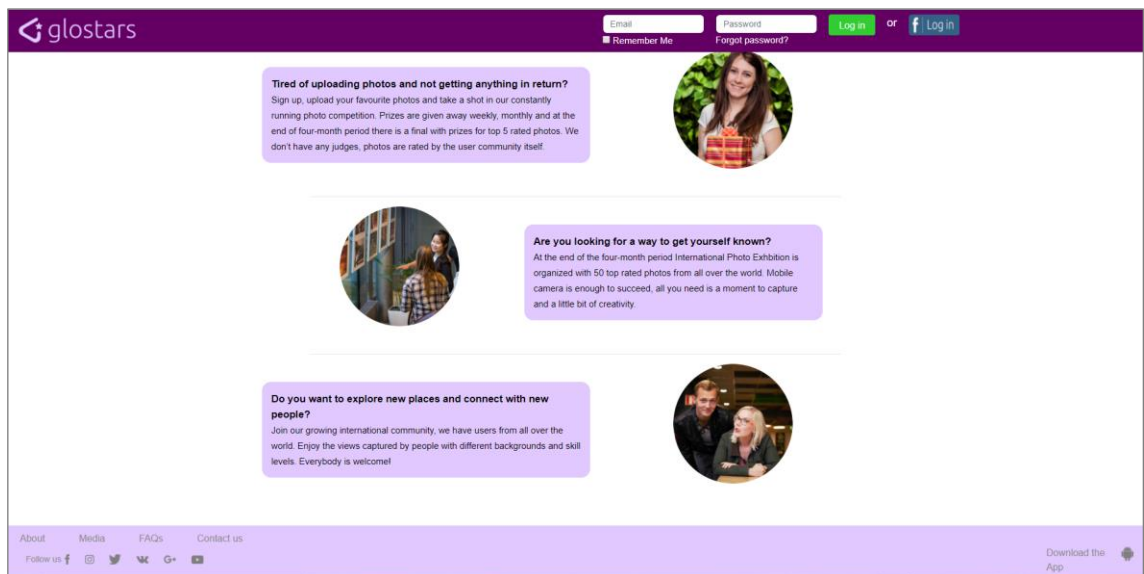 glostars
Email
Password
Log in
or
f Log in
Remember Me
Forgot password?
Tired of uploading photos and not getting anything in return?
Sign up, upload your favourite photos and take a shot in our constantly
running photo competition. Prizes are given away weekly, monthly and at the
end of four-month period there is a final with prizes for top 5 rated photos. We
don't have any judges, photos are rated by the user community itself.
Are you looking for a way to get yourself known?
At the end of the four-month period International Photo Exhbition is
organized with 50 top rated photos from all over the world. Mobile
camera is enough to succeed, all you need is a moment to capture
and a little bit of creativity.
Do you want to explore new places and connect with new
people?
Join our growing international community, we have users from all over the
world. Enjoy the views captured by people with different backgrounds and skill
levels. Everybody is welcome!
About
Media
FAQs
Contact us
Follow us
Download the
App